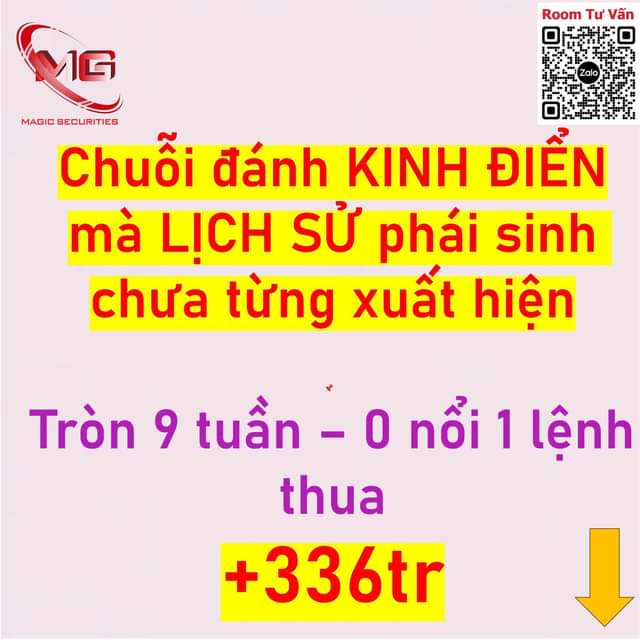 Room Tư Vấn
MG
MAGIC SECURITIES
Zalo
Chuỗi đánh KINH ĐIỂN
mà LỊCH SỬ phái sinh
chưa từng xuất hiện
Tròn 9 tuần – 0 nổi 1 lệnh
thua
+336tr